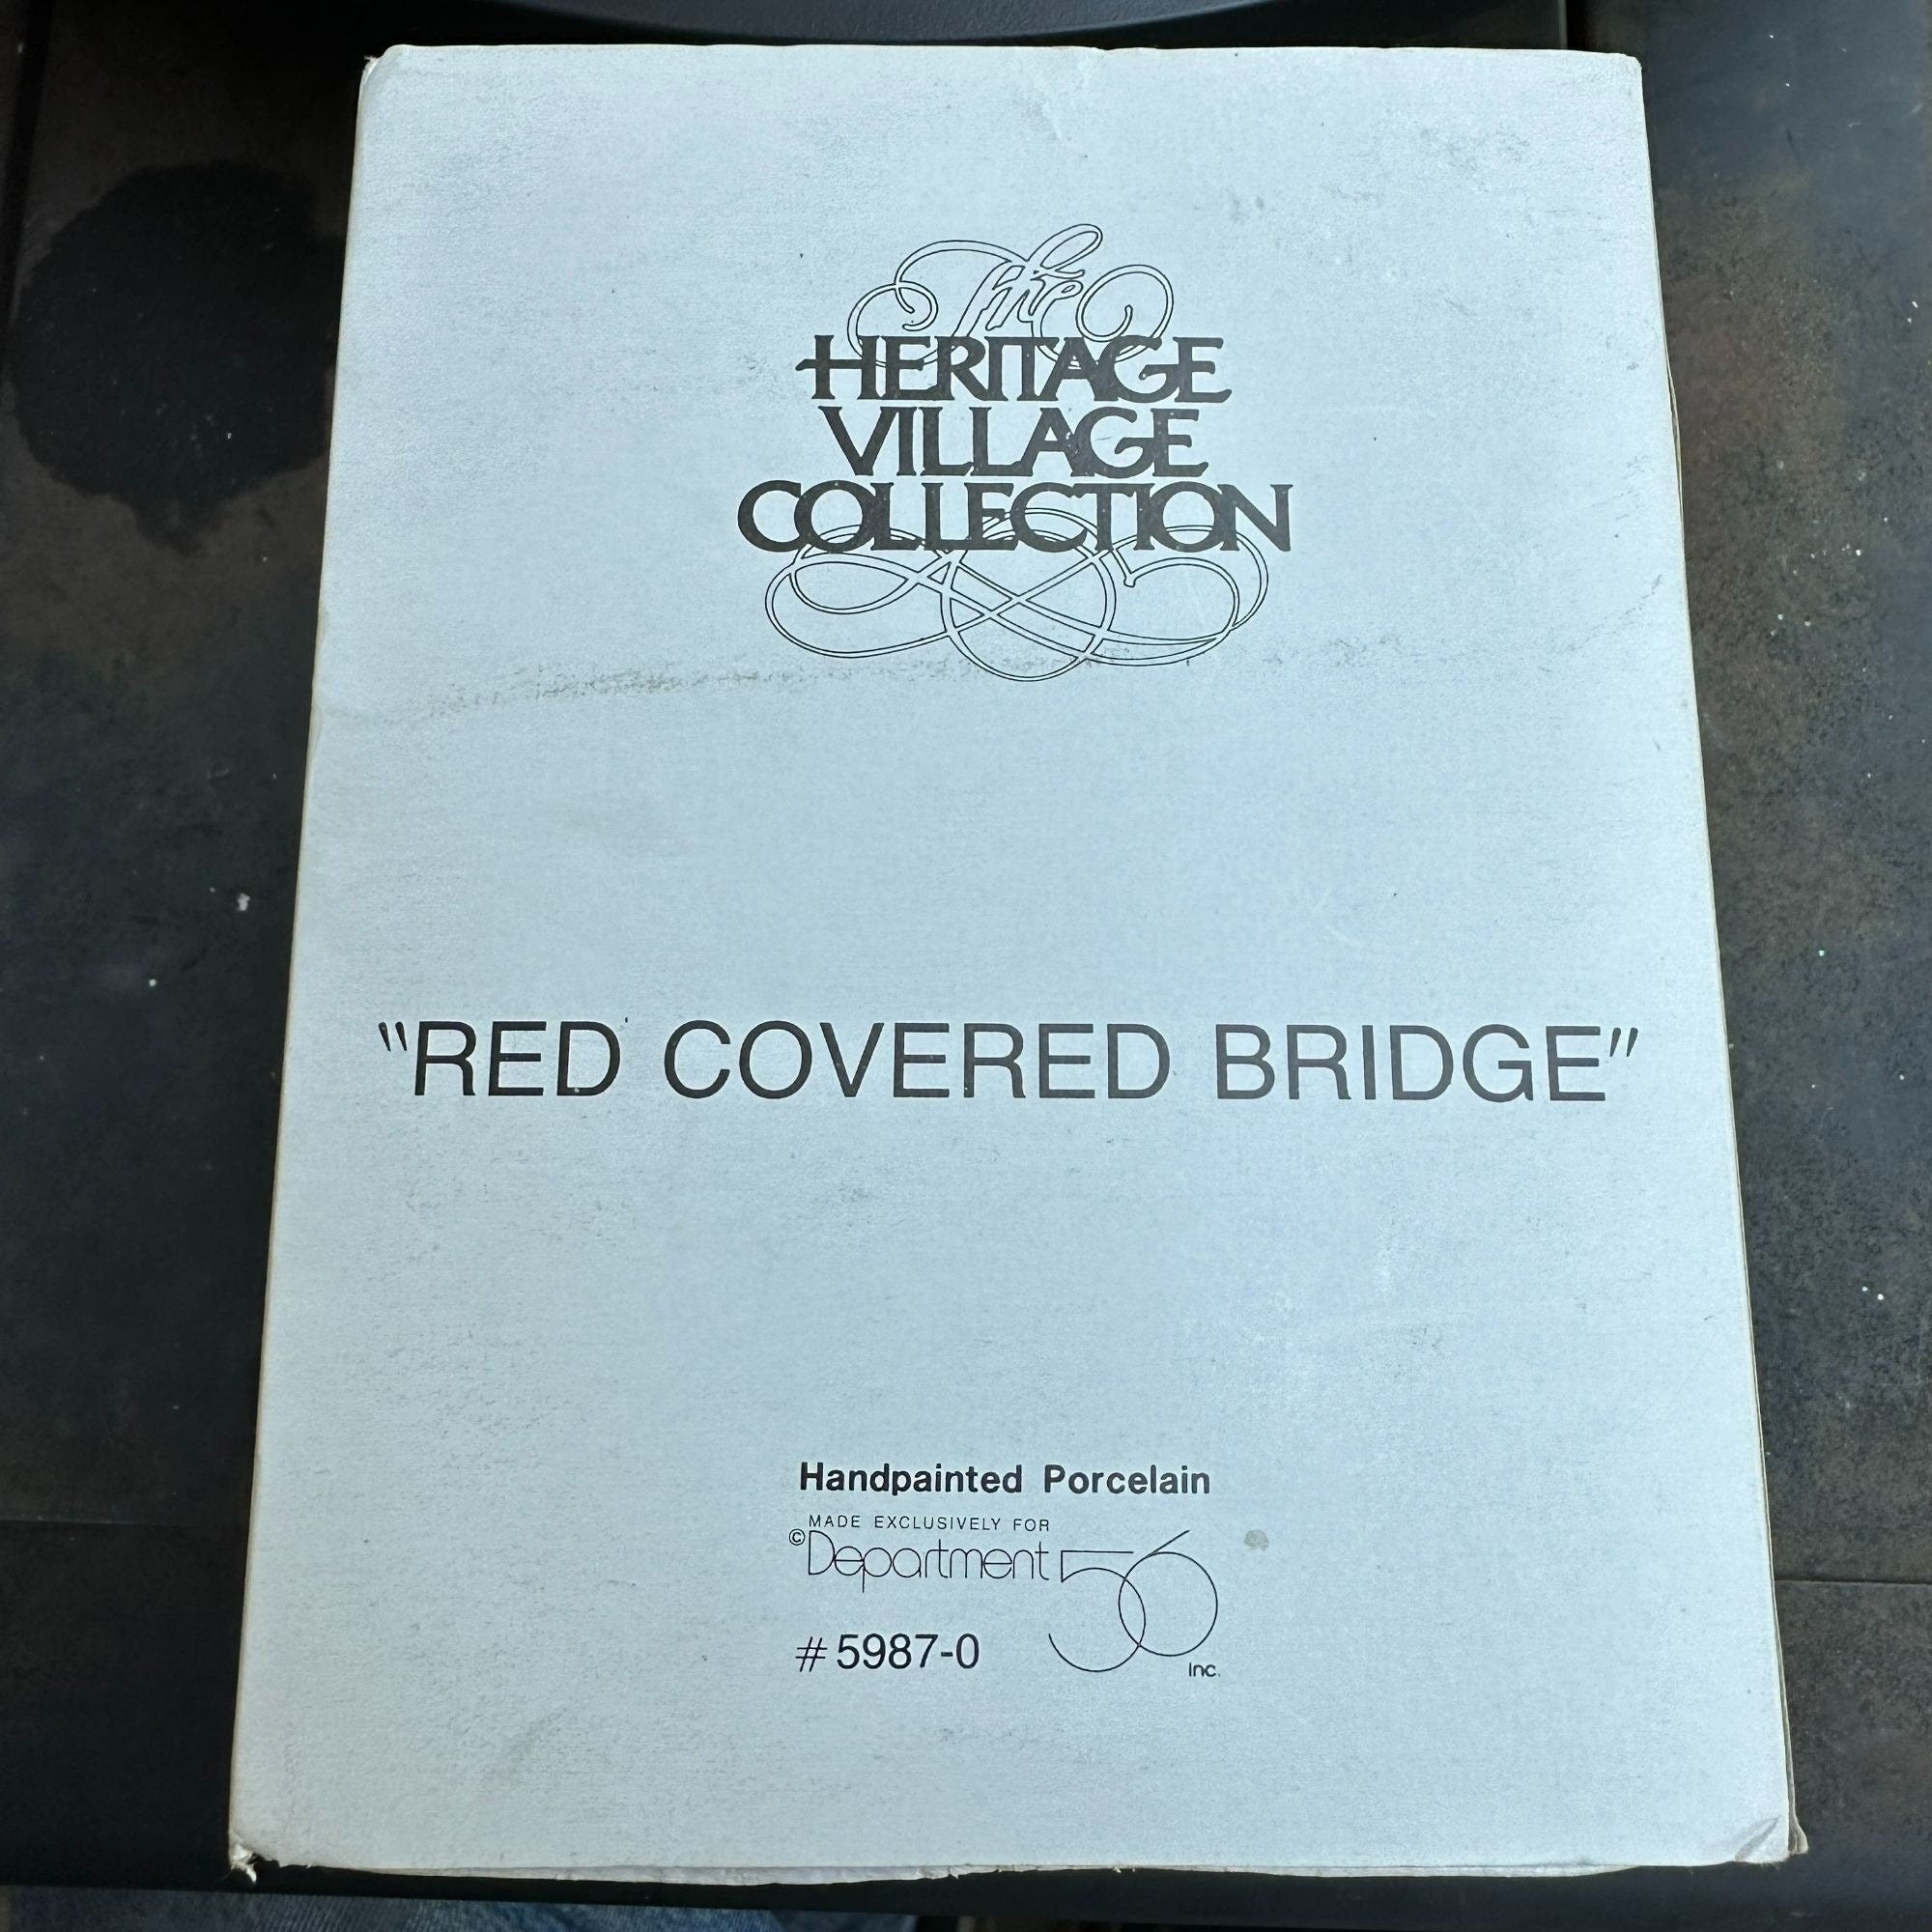 The
HERITAGE
VILLAGE
COLLECTION
"RED COVERED BRIDGE"
Handpainted Porcelain
MADE EXCLUSIVELY FOR
© Department 56
#5987-0
Inc.